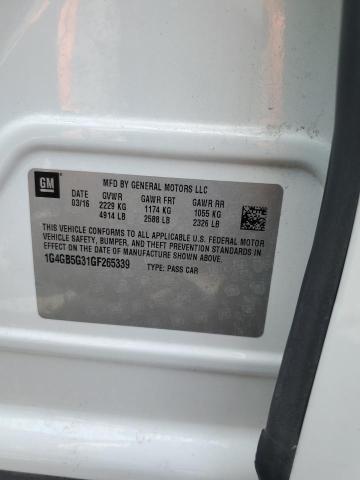 GM
MFD BY GENERAL MOTORS LLC
DATE GVWR GAWR FRT GAWR RR
03/16 2229 KG 1174 KG 1055 KG
4914 LB 2588 LB 2326 LB
THIS VEHICLE CONFORMS TO ALL APPLICABLE U.S. FEDERAL MOTOR
VEHICLE SAFETY, BUMPER, AND THEFT PREVENTION STANDARDS
IN EFFECT ON THE DATE OF MANUFACTURE SHOWN ABOVE.
1G4GB5G31GF265339 TYPE: PASS CAR